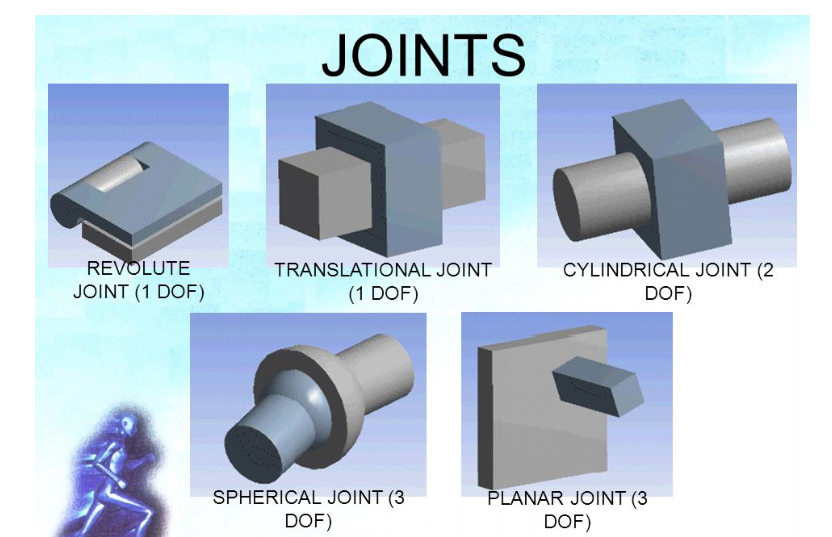 JOINTS
REVOLUTE
JOINT (1 DOF)
TRANSLATIONAL JOINT
(1 DOF)
CYLINDRICAL JOINT (2
DOF)
SPHERICAL JOINT (3
DOF)
PLANAR JOINT (3
DOF)